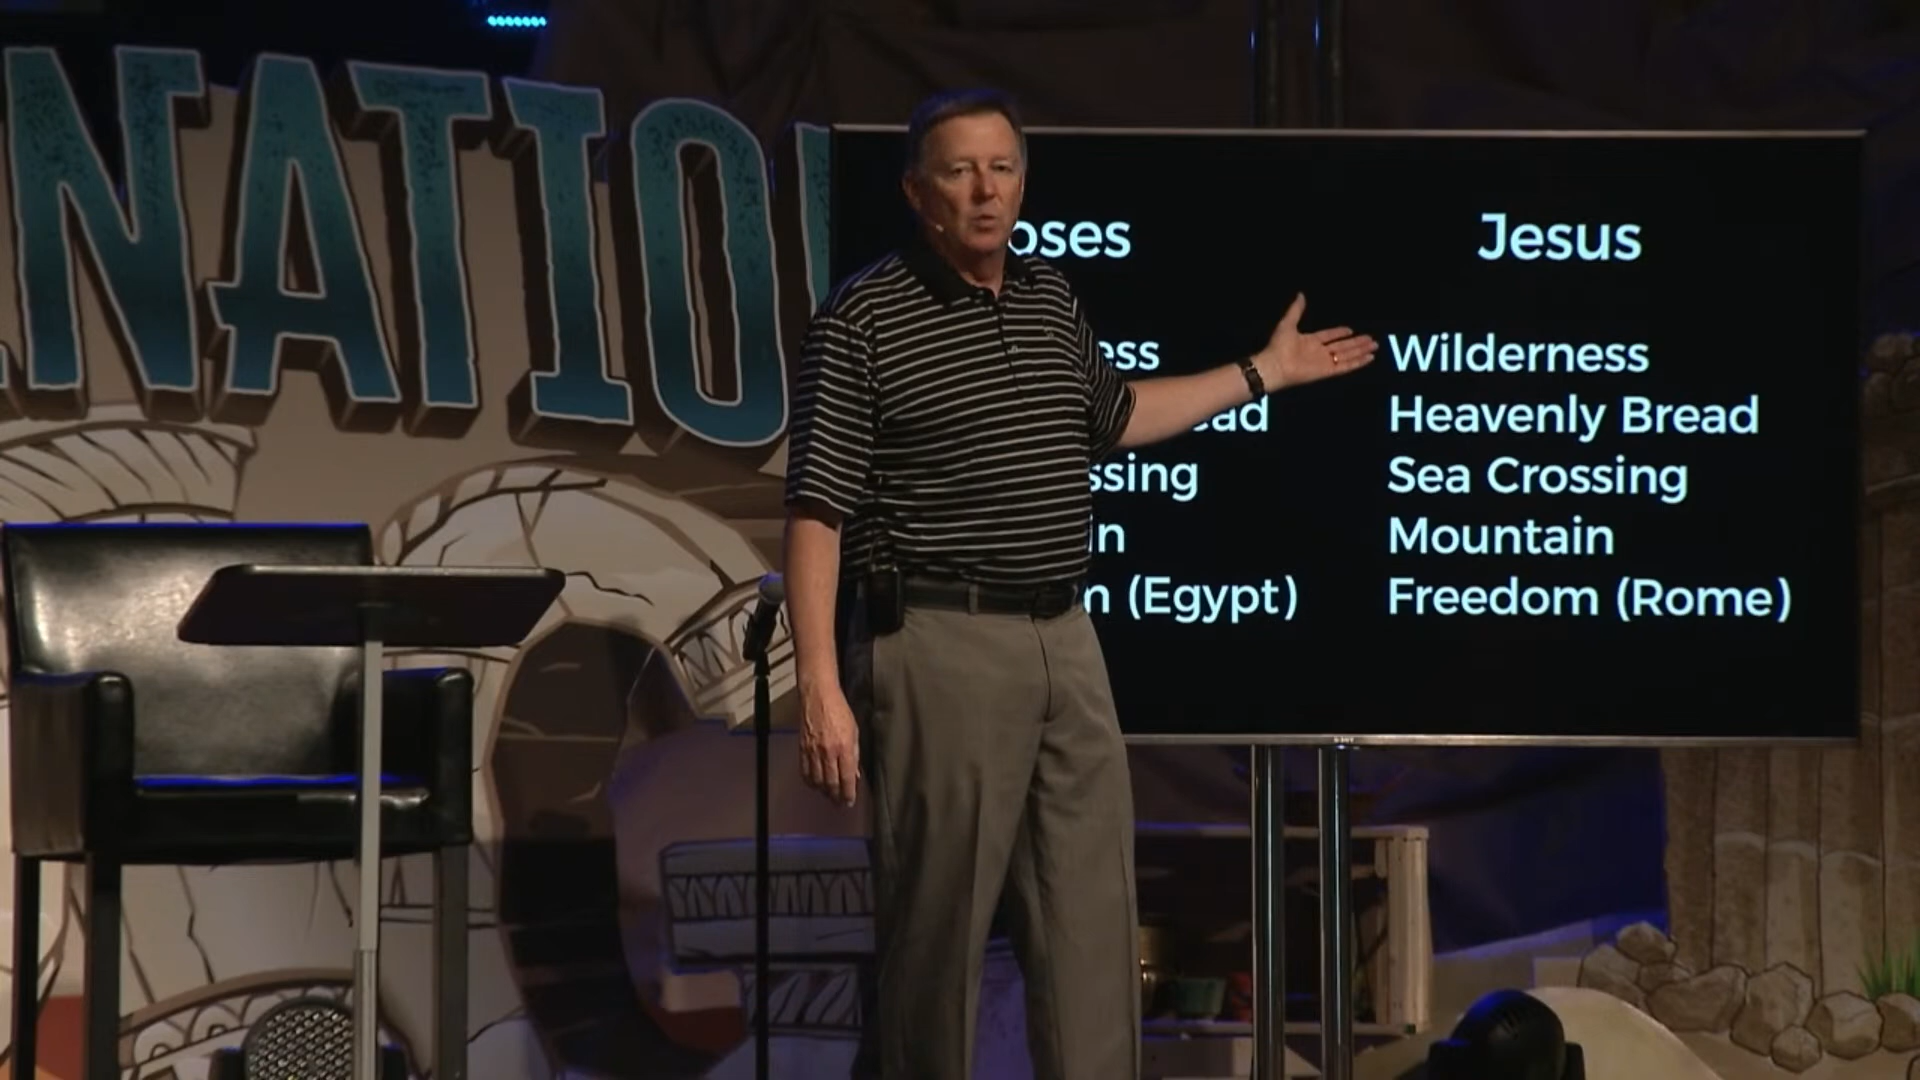 NATIO
oses
Jesus
ess
Wilderness
ead
Heavenly Bread
ssing
Sea Crossing
in
Mountain
m (Egypt)
Freedom (Rome)